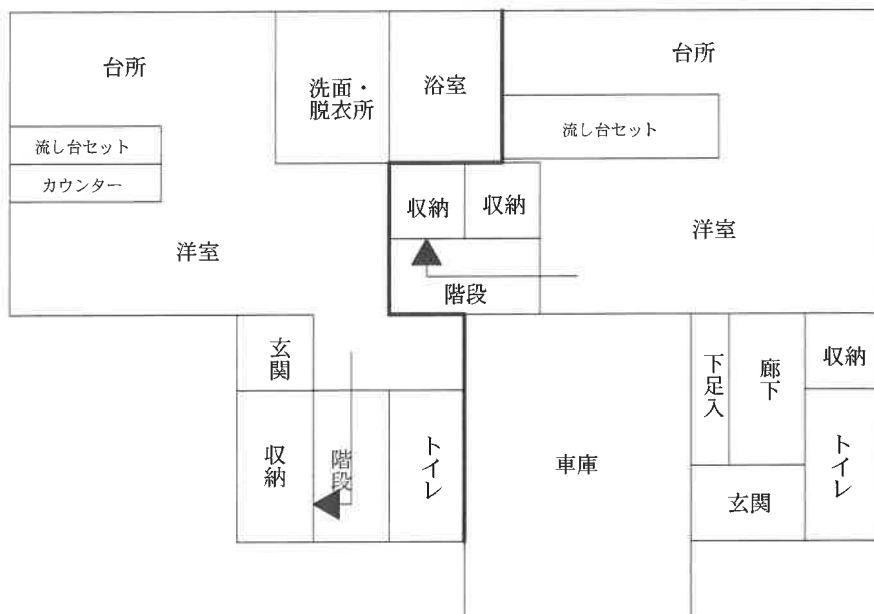 台所
洗面・
脱衣所
浴室
台所
流し台セット
カウンター
流し台セット
収納
収納
洋室
洋室
階段
玄関
収納
階段
トイレ
車庫
下足入
廊下
収納
トイレ
玄関